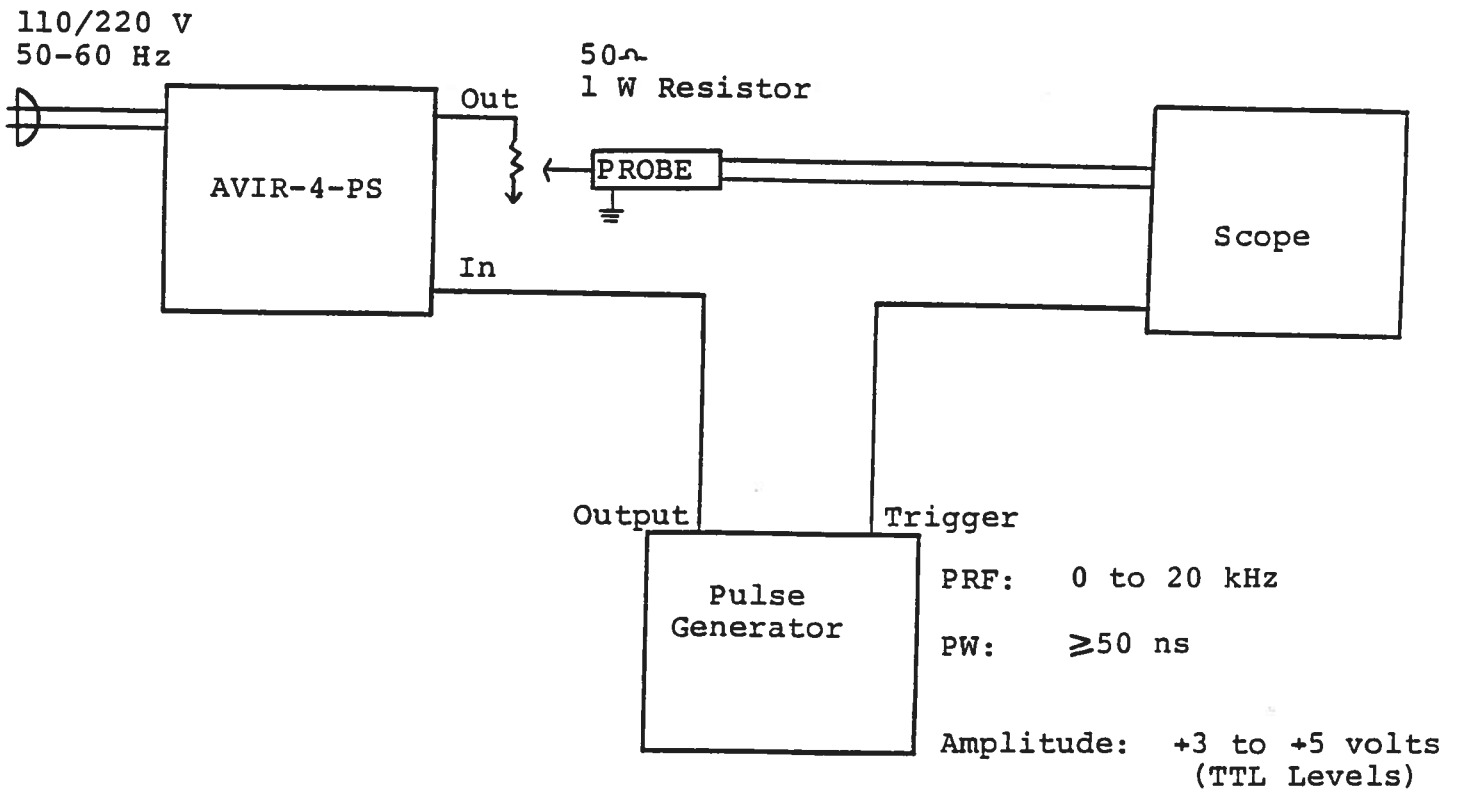 110/220 V
50-60 Hz
50Ω
1 W Resistor
Out
PROBE
AVIR-4-PS
Scope
In
Output
Trigger
Pulse
Generator
PRF: 0 to 20 kHz
PW: ≥50 ns
Amplitude: +3 to +5 volts
(TTL Levels)